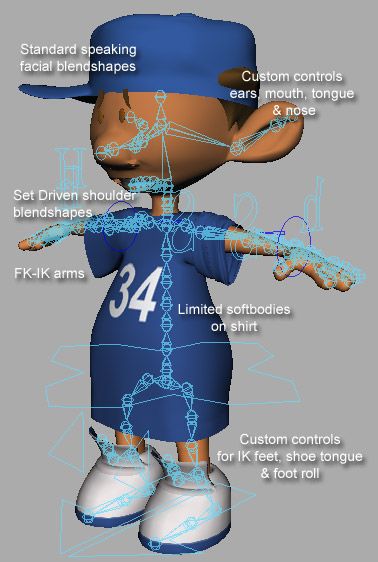 Standard speaking
facial blendshapes
Custom controls
ears, mouth, tongue
& nose
H a n d
Set Driven shoulder
blendshapes
FK-IK arms
34
Limited softbodies
on shirt
Custom controls
for IK feet, shoe tongue
& foot roll